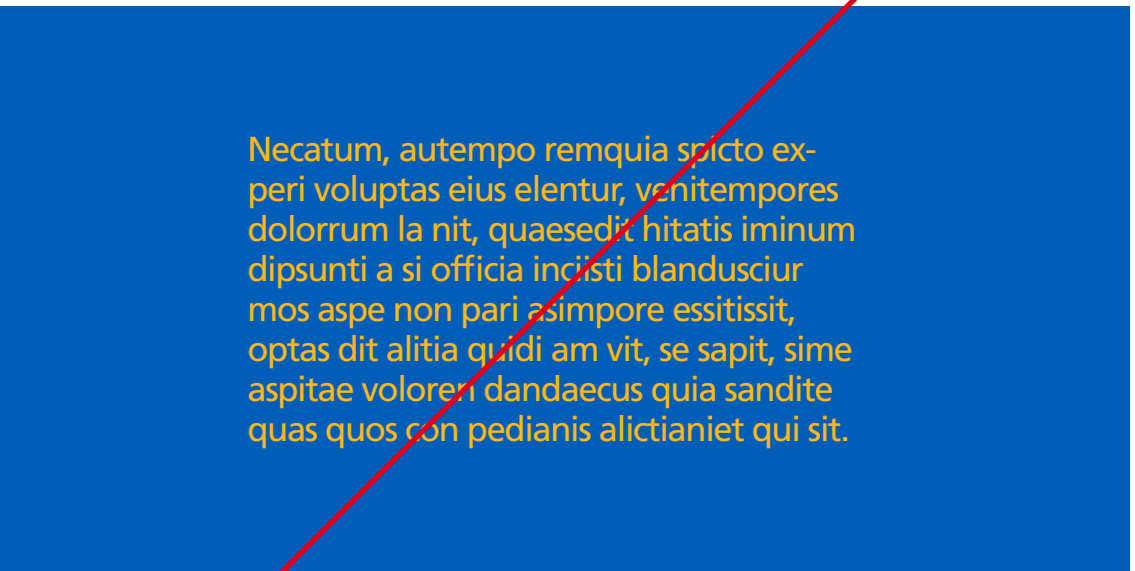 Necatum, autempo remquia spicto ex-
peri voluptas eius elentur, venitempores
dolorrum la nit, quaesedit hitatis iminum
dipsunti a si officia inciisti blandusciur
mos aspe non pari asimpore essitissit,
optas dit alitia quidi am vit, se sapit, sime
aspitae voloren dandaecus quia sandite
quas quos con pedianis alictianiet qui sit.